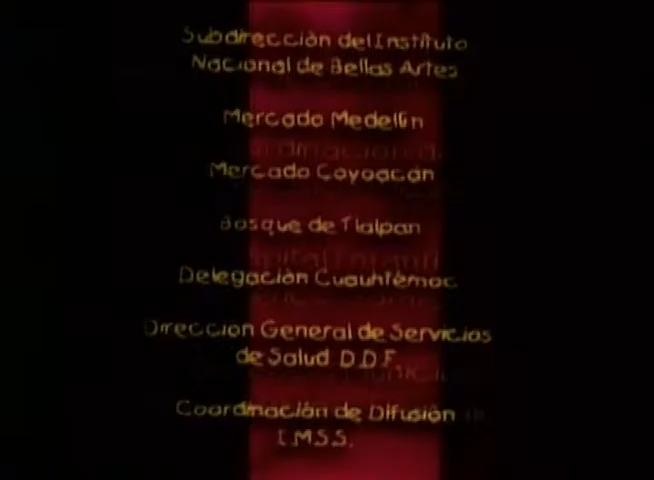 Subdirección del Instituto
Nacional de Bellas Artes
Mercado Medellín
Mercado Coyoacán
Bosque de Tlalpan
Delegación Cuauhtémoc
Dirección General de Servicios
de Salud D.D.F.
Coordinación de Difusión
I.M.S.S.